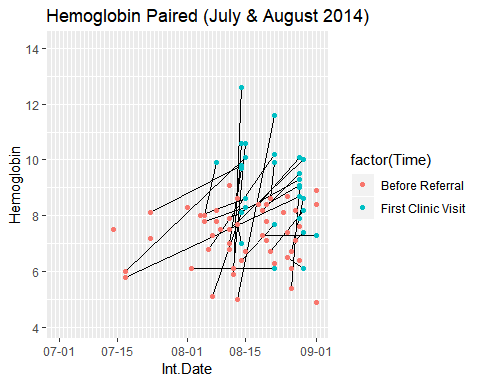 Hemoglobin Paired (July & August 2014)
14
12
10
8
6
4
Hemoglobin
07-01
07-15
08-01
08-15
09-01
Int.Date
factor(Time)
Before Referral
First Clinic Visit